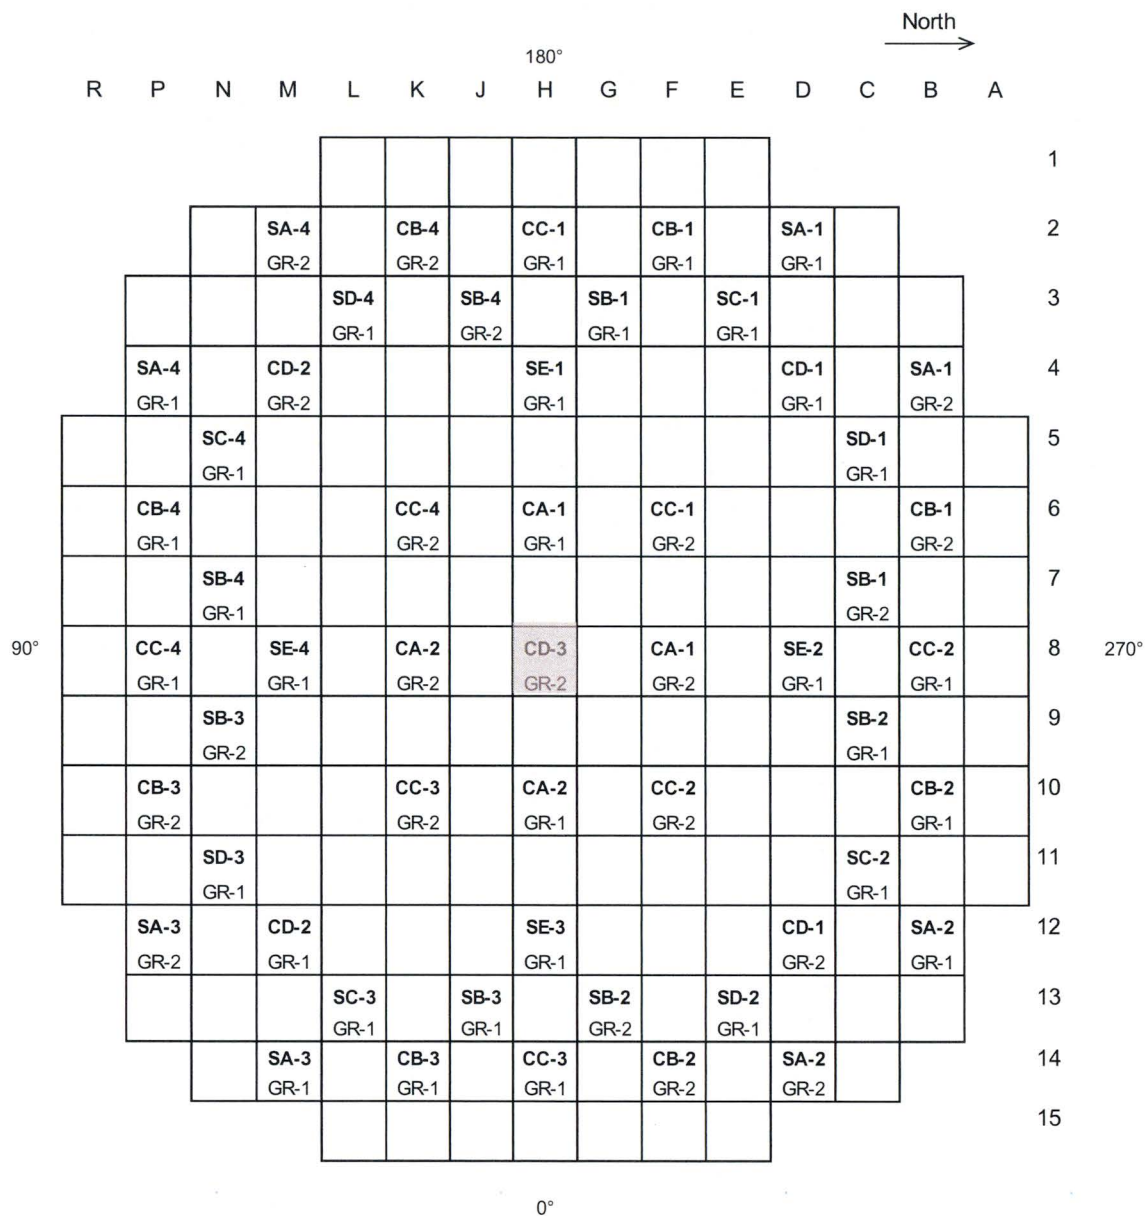 North
180°
R P N M L K J H G F E D C B A
1
SA-4 CB-4 CC-1 CB-1 SA-1 2
GR-2 GR-2 GR-1 GR-1 GR-1
SD-4 SB-4 SB-1 SC-1 3
GR-1 GR-2 GR-1 GR-1
SA-4 CD-2 SE-1 CD-1 SA-1 4
GR-1 GR-2 GR-1 GR-1 GR-2
SC-4 SD-1 5
GR-1 GR-1
CB-4 CC-4 CA-1 CC-1 CB-1 6
GR-1 GR-2 GR-1 GR-2 GR-2
SB-4 SB-1 7
GR-1 GR-2
90° CC-4 SE-4 CA-2 CD-3 CA-1 SE-2 CC-2 8 270°
GR-1 GR-1 GR-2 GR-2 GR-2 GR-1 GR-1
SB-3 SB-2 9
GR-2 GR-1
CB-3 CC-3 CA-2 CC-2 CB-2 10
GR-2 GR-2 GR-1 GR-2 GR-1
SD-3 SC-2 11
GR-1 GR-1
SA-3 CD-2 SE-3 CD-1 SA-2 12
GR-2 GR-1 GR-1 GR-2 GR-1
SC-3 SB-3 SB-2 SD-2 13
GR-1 GR-1 GR-2 GR-1
SA-3 CB-3 CC-3 CB-2 SA-2 14
GR-1 GR-1 GR-1 GR-2 GR-2
15
0°